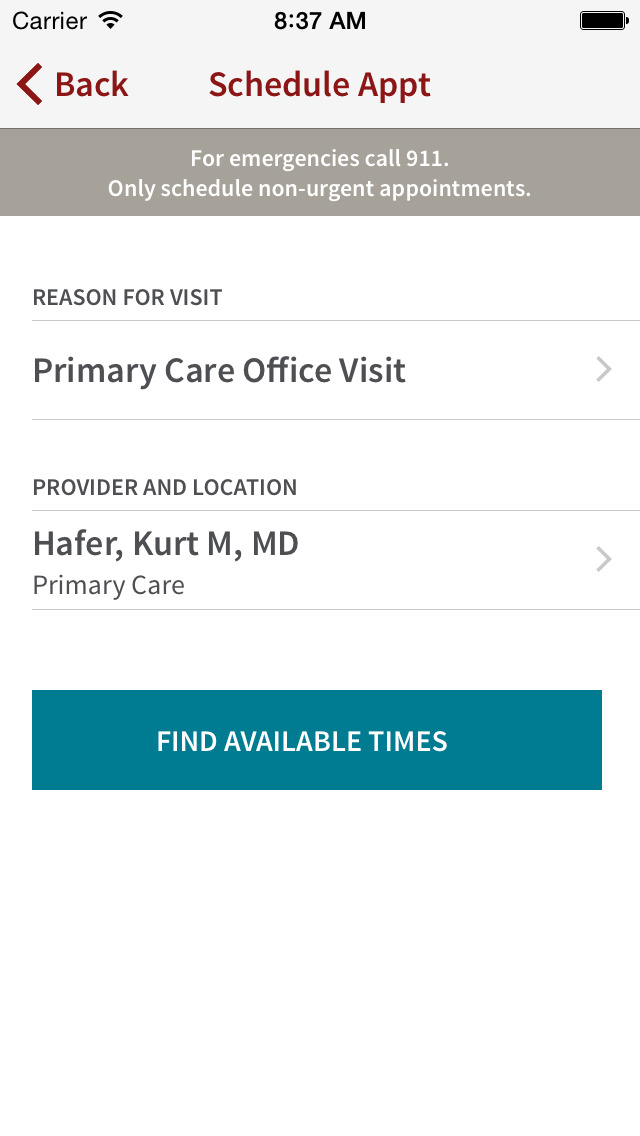 Carrier 8:37 AM
Back Schedule Appt
For emergencies call 911.
Only schedule non-urgent appointments.
REASON FOR VISIT
Primary Care Office Visit
PROVIDER AND LOCATION
Hafer, Kurt M, MD
Primary Care
FIND AVAILABLE TIMES